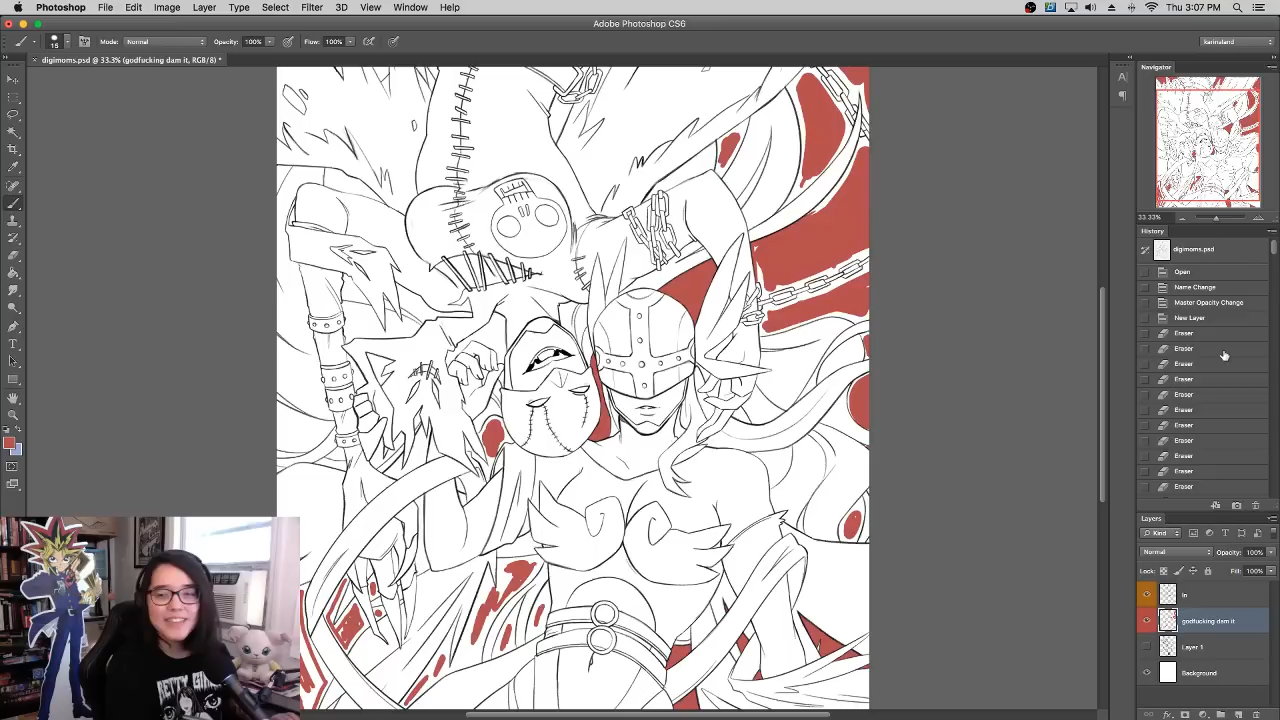 Photoshop File Edit Image Layer Type Select Filter 3D View Window Help Thu 3:07 PM
Adobe Photoshop CS6
15 Mode: Normal Opacity: 100% Flow: 100% karinaland
digimoms.psd @ 33.3% (godfucking dam it, RGB/8) *
Navigator
33.33%
History
digimoms.psd
Open
Name Change
Master Opacity Change
New Layer
Eraser
Eraser
Eraser
Eraser
Eraser
Eraser
Eraser
Eraser
Eraser
Eraser
Eraser
Layers
Kind
Normal Opacity: 100%
Lock: Fill: 100%
godfucking dam it
Layer 1
Background